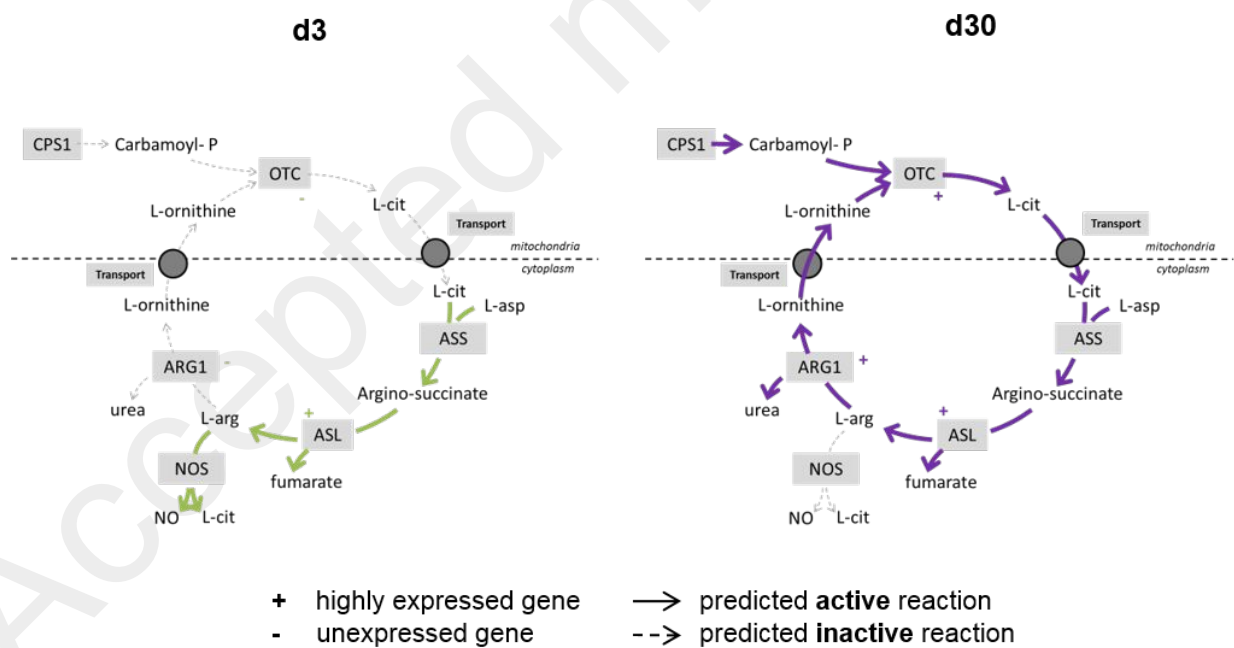 d3
d30
CPS1
Carbamoyl- P
OTC
-
L-ornithine
L-cit
Transport
mitochondria
cytoplasm
Transport
L-ornithine
L-cit
L-asp
ASS
ARG1
-
Argino-succinate
urea
L-arg
+
ASL
NOS
fumarate
NO
L-cit
CPS1
Carbamoyl- P
OTC
+
L-ornithine
L-cit
Transport
mitochondria
cytoplasm
Transport
L-ornithine
L-cit
L-asp
ASS
ARG1
+
Argino-succinate
urea
L-arg
+
ASL
NOS
fumarate
NO
L-cit
+ highly expressed gene
- unexpressed gene
predicted active reaction
predicted inactive reaction
Accepted m